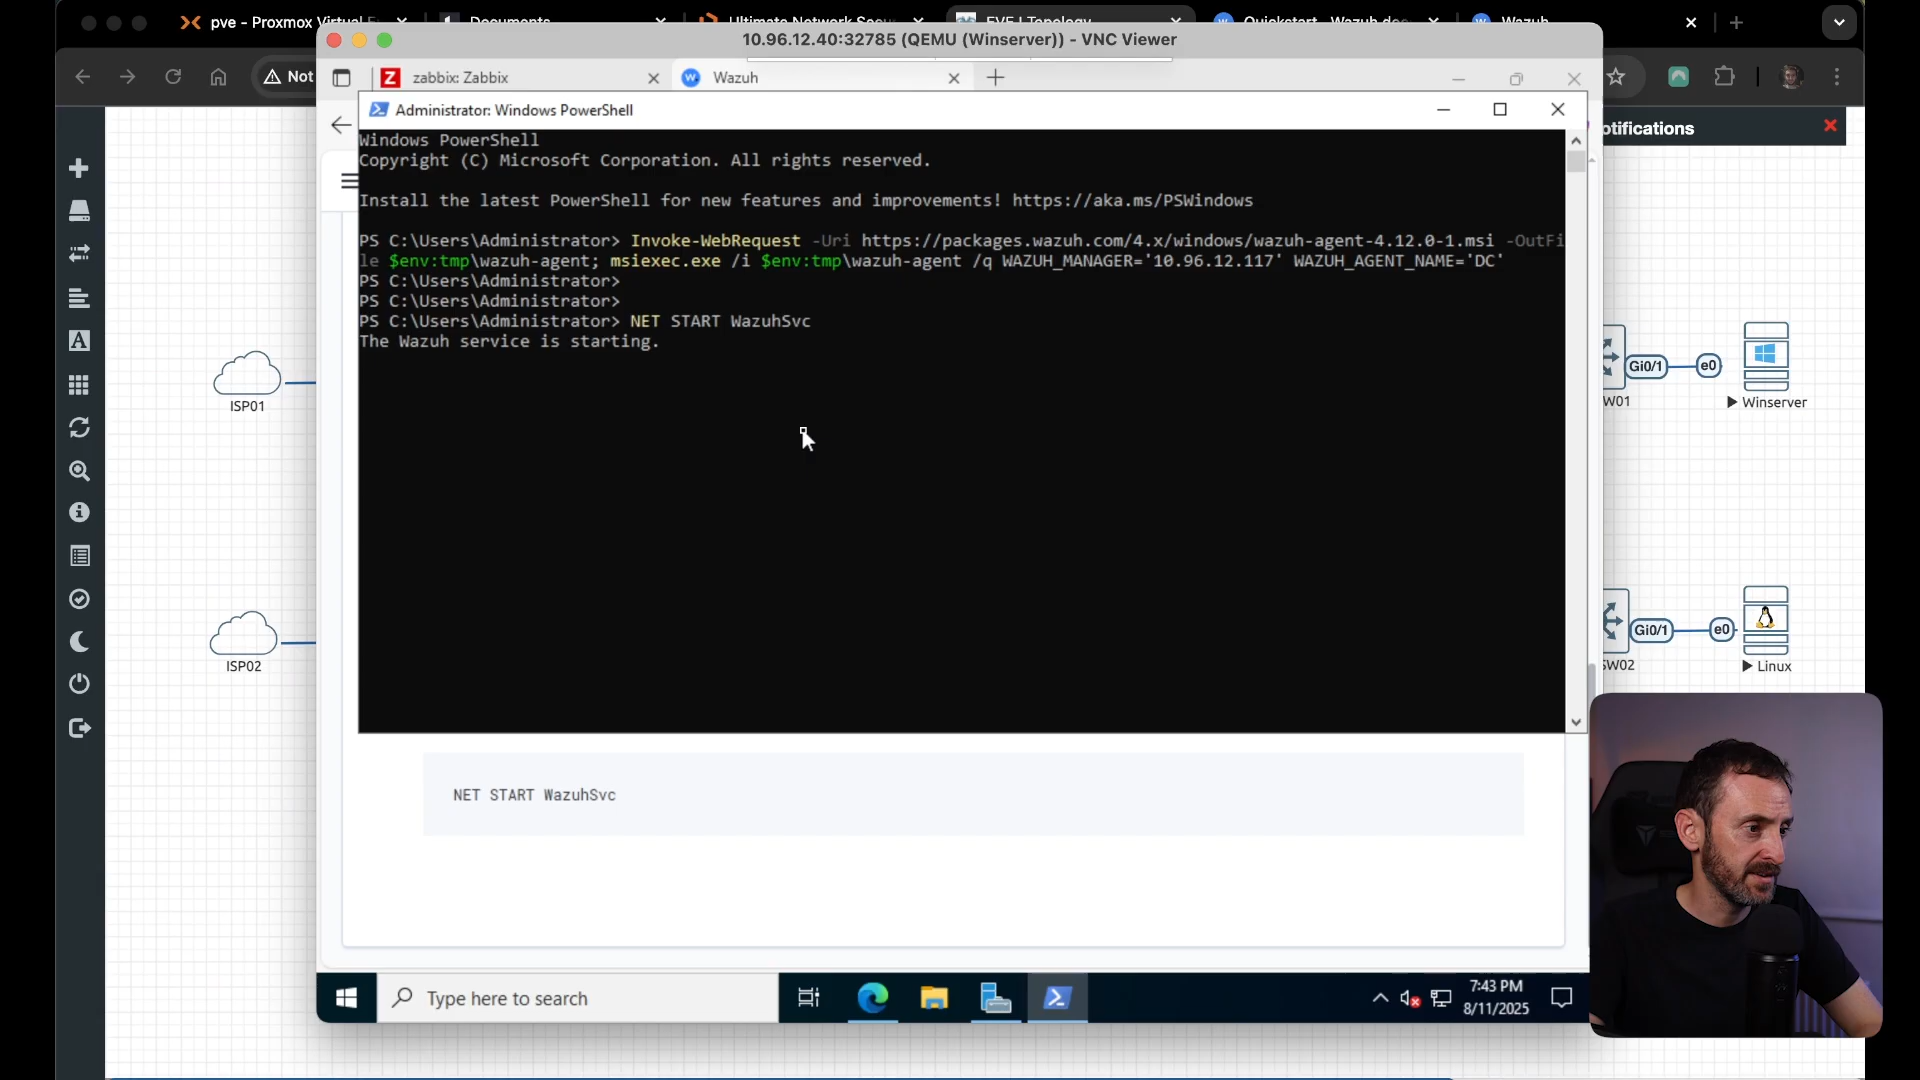 pve - Proxmox Virtual E
Documents
Ultimate Network Secu
EVE | Topology
Quickstart - Wazuh doc
Wazuh
10.96.12.40:32785 (QEMU (Winserver)) - VNC Viewer
Not
zabbix: Zabbix
Wazuh
Administrator: Windows PowerShell
otifications
Windows PowerShell
Copyright (C) Microsoft Corporation. All rights reserved.
Install the latest PowerShell for new features and improvements! https://aka.ms/PSWindows
PS C:\Users\Administrator> Invoke-WebRequest -Uri https://packages.wazuh.com/4.x/windows/wazuh-agent-4.12.0-1.msi -OutFi
le $env:tmp\wazuh-agent; msiexec.exe /i $env:tmp\wazuh-agent /q WAZUH_MANAGER='10.96.12.117' WAZUH_AGENT_NAME='DC'
PS C:\Users\Administrator>
PS C:\Users\Administrator>
PS C:\Users\Administrator> NET START WazuhSvc
The Wazuh service is starting.
ISP01
Gi0/1
e0
W01
Winserver
ISP02
Gi0/1
e0
SW02
Linux
NET START WazuhSvc
Type here to search
7:43 PM
8/11/2025